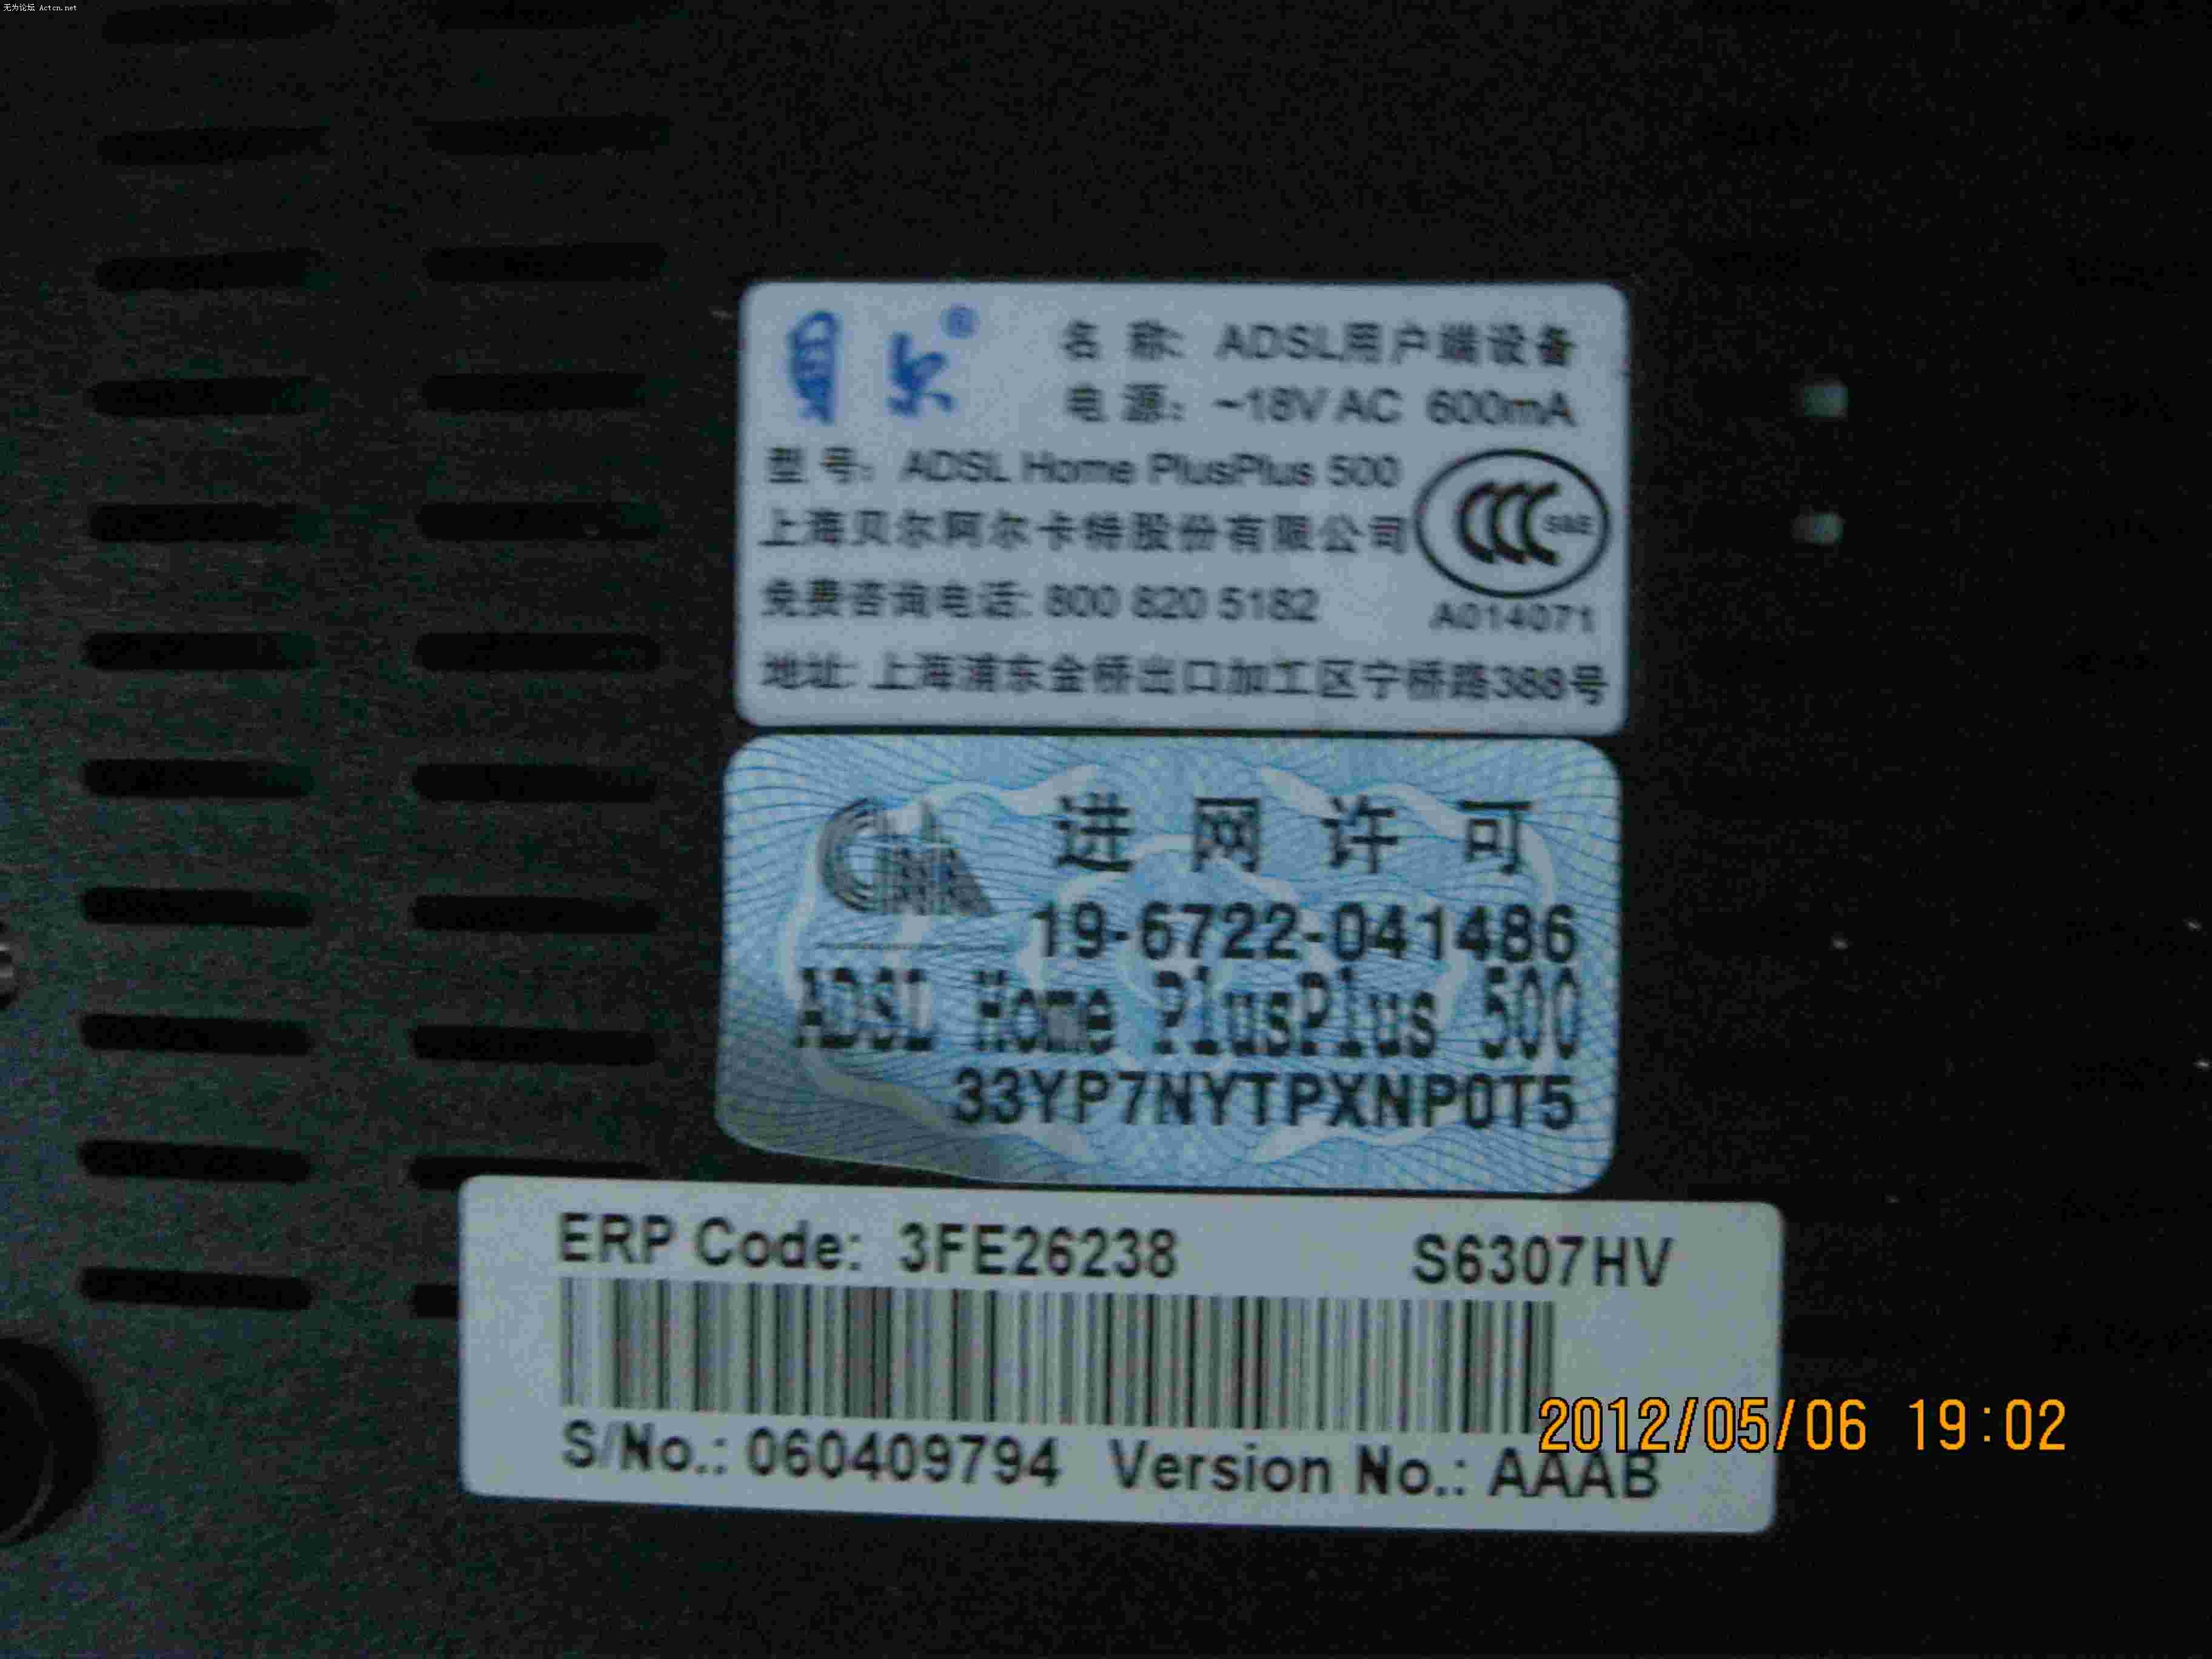 无为论坛 Actcn.net
贝尔®
名 称: ADSL用户端设备
电 源: ~18V AC 600mA
型 号: ADSL Home PlusPlus 500
上海贝尔阿尔卡特股份有限公司
CCC S&E
免费咨询电话: 800 820 5182
A014071
地址: 上海浦东金桥出口加工区宁桥路388号
进网许可
19-6722-041486
ADSL Home PlusPlus 500
33YP7NYTPXNP0T5
ERP Code: 3FE26238 S6307HV
S/No.: 060409794 Version No.: AAAB
2012/05/06 19:02